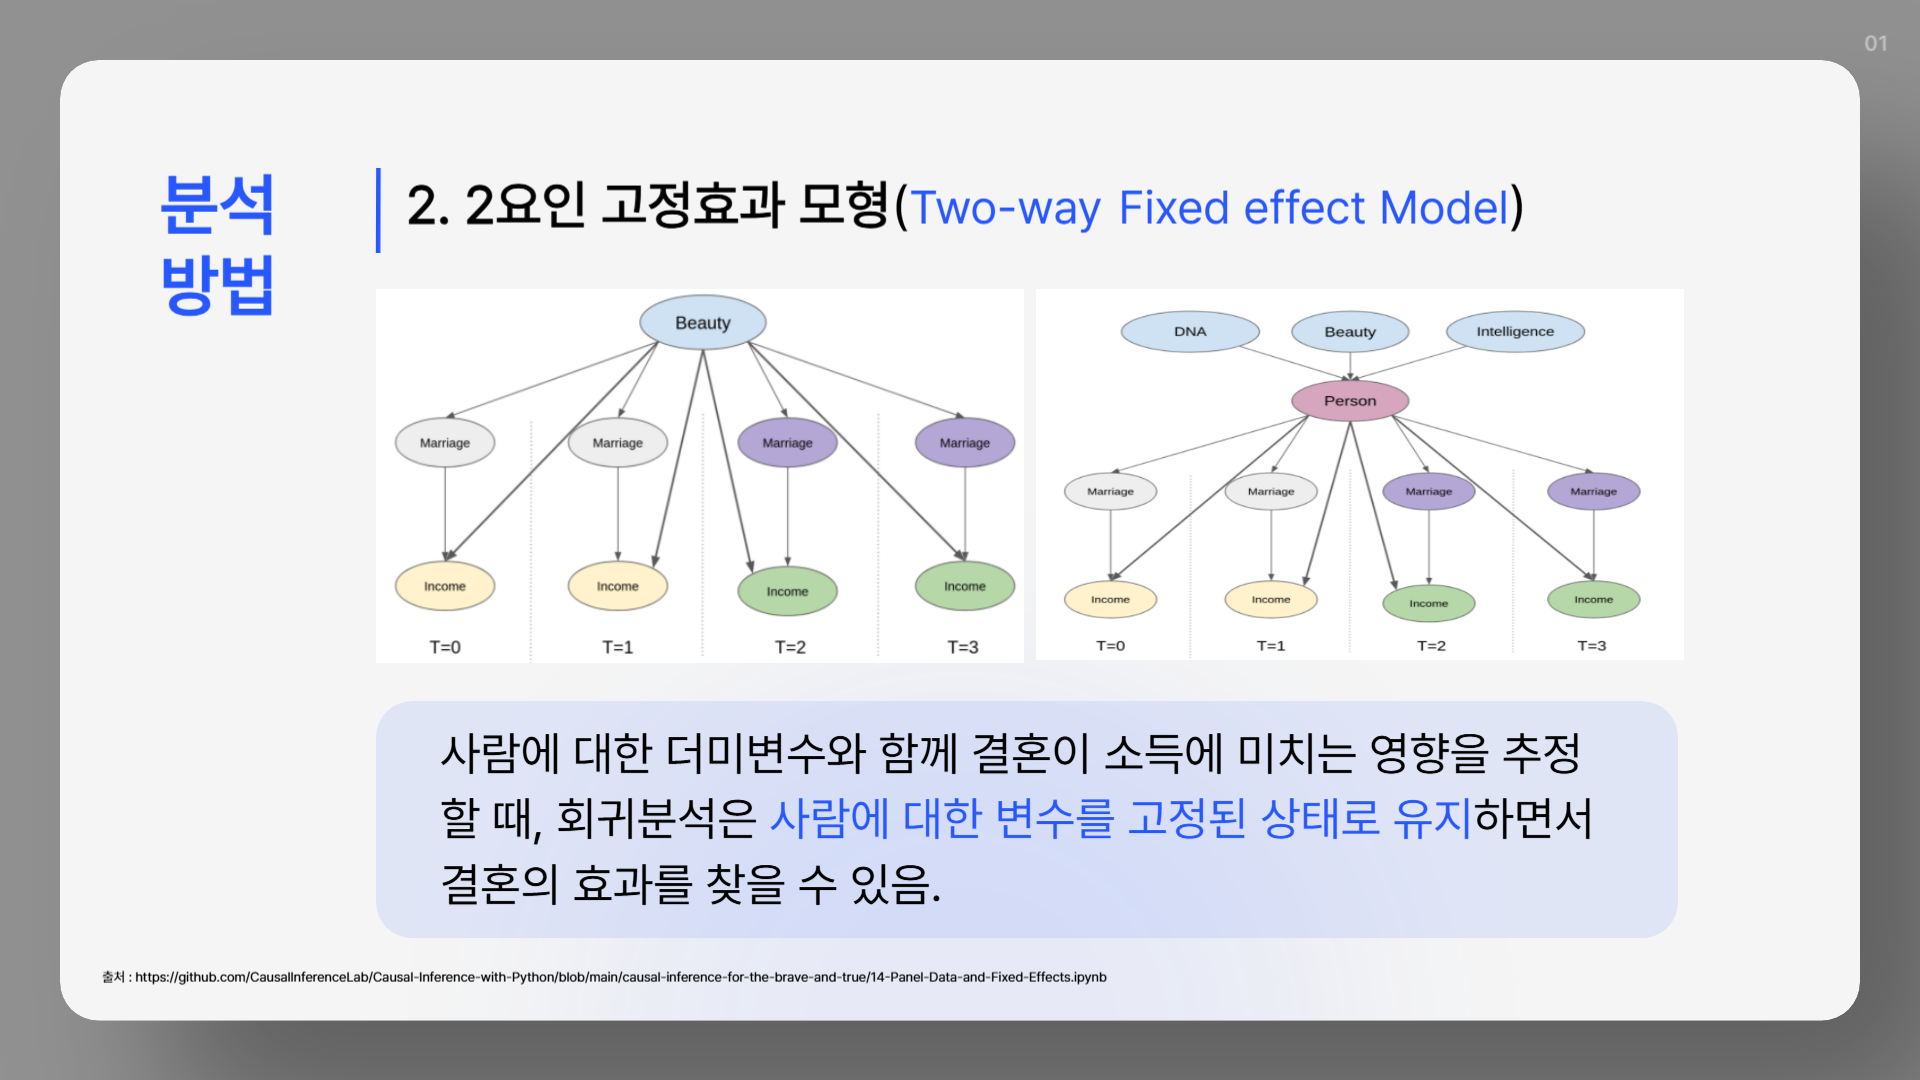 01
분석
방법
2. 2요인 고정효과 모형(Two-way Fixed effect Model)
Beauty
Marriage Marriage Marriage Marriage
Income Income Income Income
T=0 T=1 T=2 T=3
DNA Beauty Intelligence
Person
Marriage Marriage Marriage Marriage
Income Income Income Income
T=0 T=1 T=2 T=3
사람에 대한 더미변수와 함께 결혼이 소득에 미치는 영향을 추정
할 때, 회귀분석은 사람에 대한 변수를 고정된 상태로 유지하면서
결혼의 효과를 찾을 수 있음.
출처 : https://github.com/CausalInferenceLab/Causal-Inference-with-Python/blob/main/causal-inference-for-the-brave-and-true/14-Panel-Data-and-Fixed-Effects.ipynb